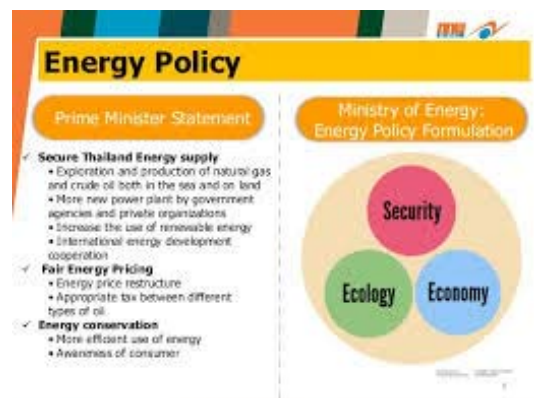 Energy Policy
Prime Minister Statement
✓ Secure Thailand Energy supply
• Exploration and production of natural gas
and crude oil both in the sea and on land
• More new power plant by government
agencies and private organizations
• Increase the use of renewable energy
• International energy development
cooperation
✓ Fair Energy Pricing
• Energy price restructure
• Appropriate tax between different
types of oil
✓ Energy conservation
• More efficient use of energy
• Awareness of consumer
Ministry of Energy:
Energy Policy Formulation
Security
Ecology
Economy